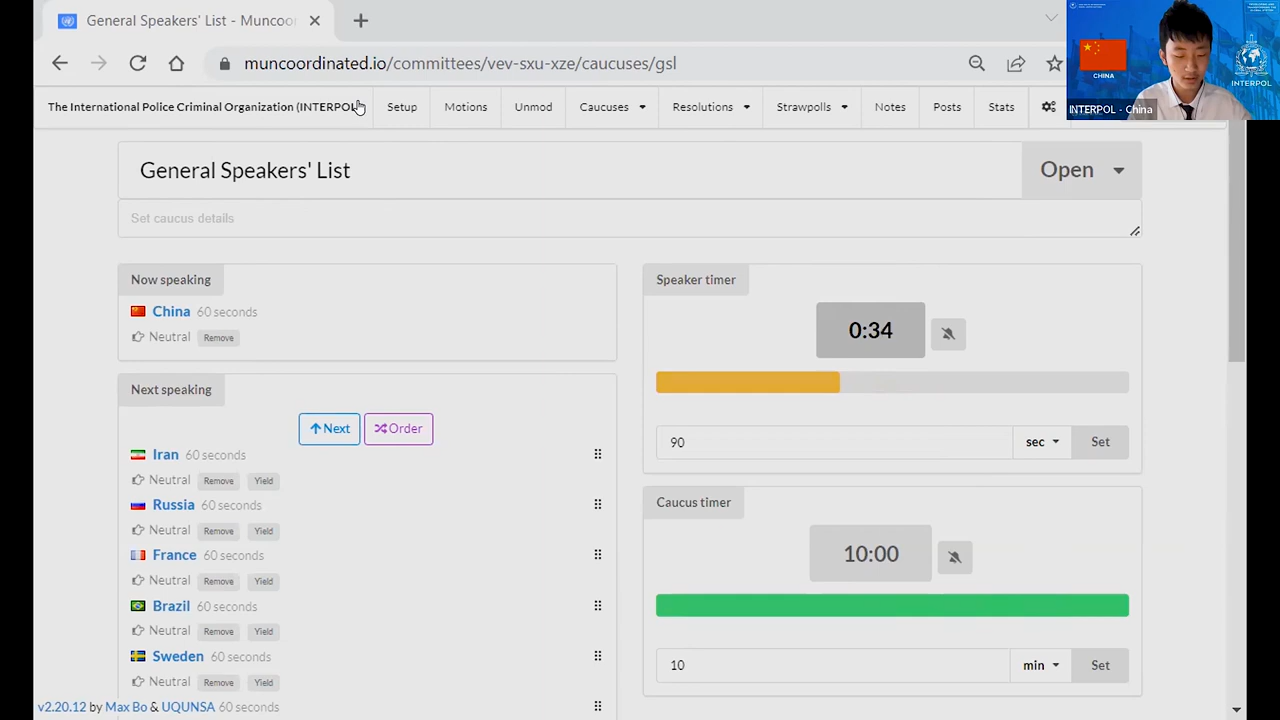 General Speakers' List - Muncoor
muncoordinated.io/committees/vev-sxu-xze/caucuses/gsl
The International Police Criminal Organization (INTERPOL) Setup Motions Unmod Caucuses Resolutions Strawpolls Notes Posts Stats
CHINA
INTERPOL
INTERPOL - China
General Speakers' List
Open
Set caucus details
Now speaking
China 60 seconds
Neutral Remove
Next speaking
Next Order
Iran 60 seconds
Neutral Remove Yield
Russia 60 seconds
Neutral Remove Yield
France 60 seconds
Neutral Remove Yield
Brazil 60 seconds
Neutral Remove Yield
Sweden 60 seconds
Neutral Remove Yield
v2.20.12 by Max Bo & UQUNSA 60 seconds
Speaker timer
0:34
90 sec Set
Caucus timer
10:00
10 min Set